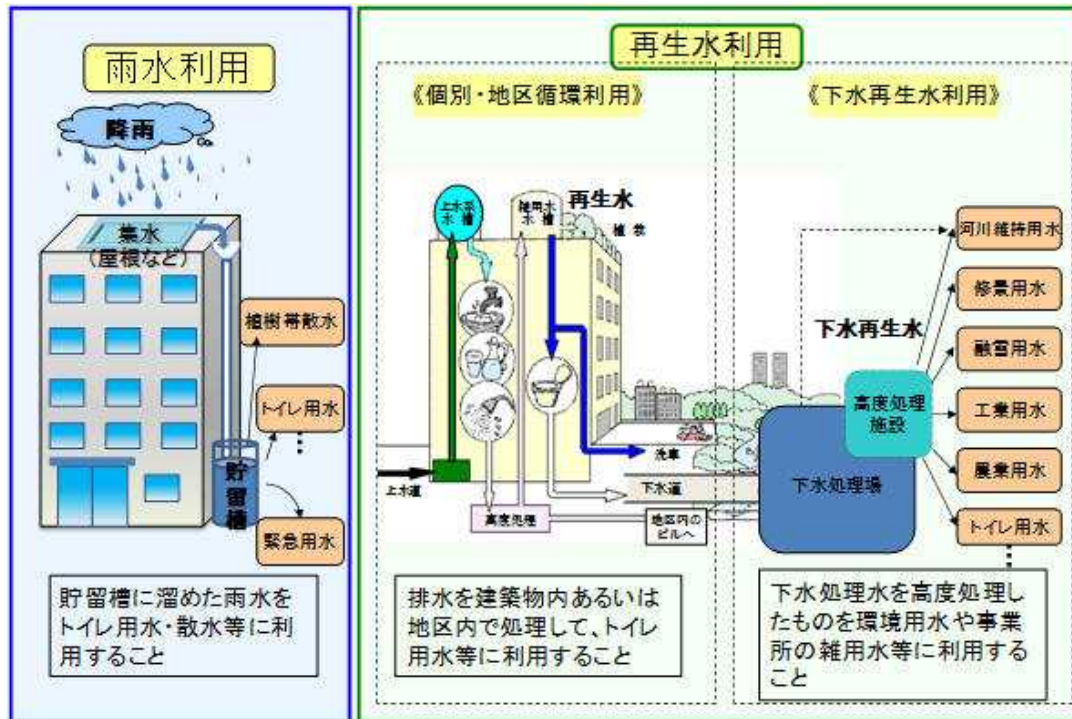 雨水利用
降雨
集水
(屋根など)
植樹帯散水
トイレ用水
貯留槽
緊急用水
貯留槽に溜めた雨水を
トイレ用水・散水等に利
用すること
再生水利用
《個別・地区循環利用》
上水系
水槽
雑用水
水槽
再生水
植栽
洗車
上水道
下水道
高度処理
地区内の
ビルへ
排水を建築物内あるいは
地区内で処理して、トイレ
用水等に利用すること
《下水再生水利用》
下水再生水
高度処理
施設
下水処理場
河川維持用水
修景用水
融雪用水
工業用水
農業用水
トイレ用水
下水処理水を高度処理し
たものを環境用水や事業
所の雑用水等に利用する
こと